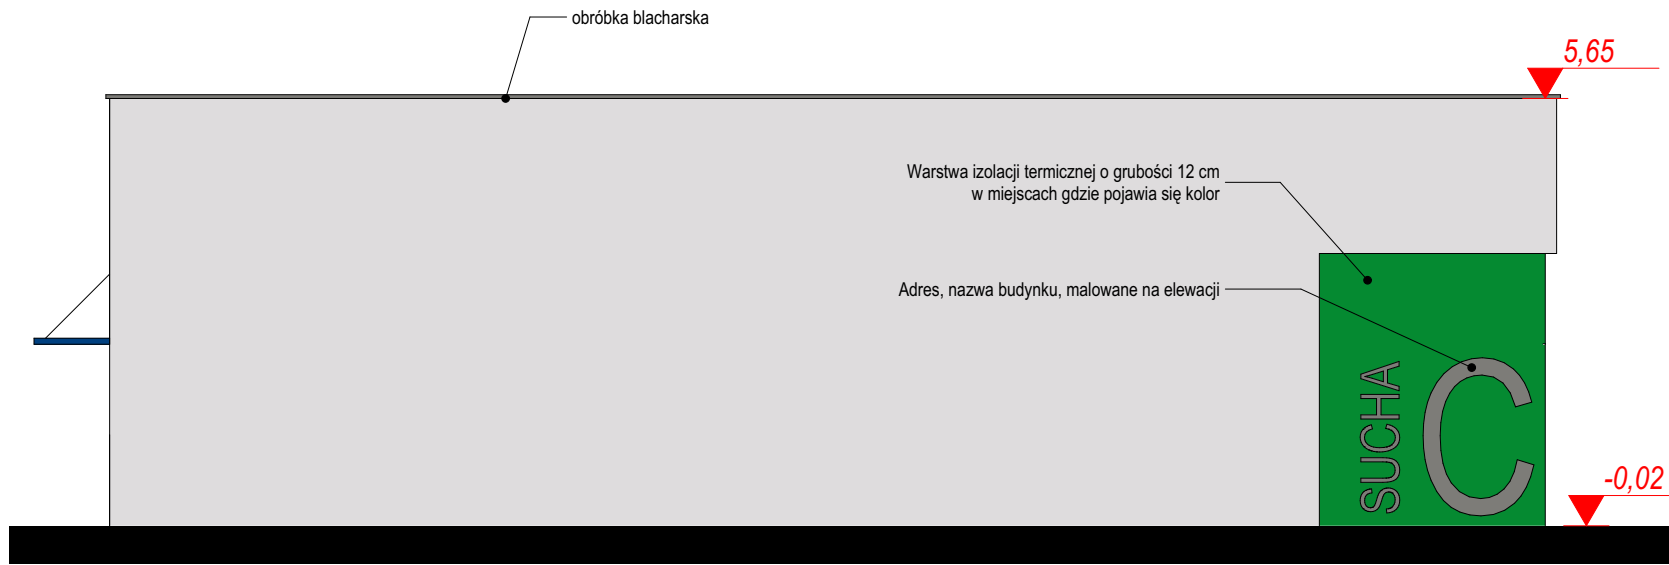 obróbka blacharska
5,65
Warstwa izolacji termicznej o grubości 12 cm
w miejscach gdzie pojawia się kolor
Adres, nazwa budynku, malowane na elewacji
SUCHA
C
-0,02